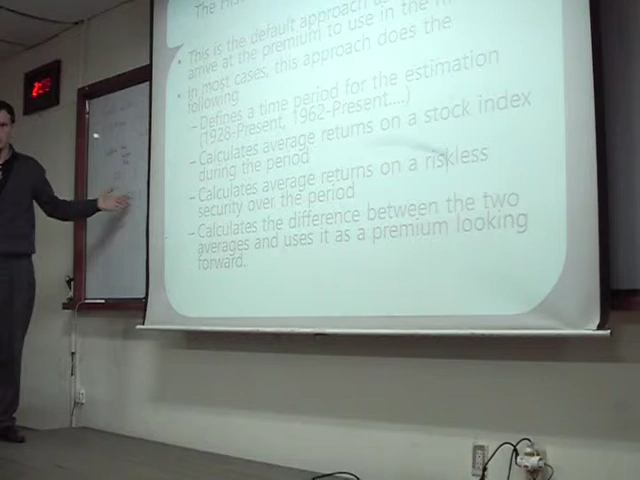 The His
• This is the default approach
arrive at the premium to use in the m
• In most cases, this approach does the
following
– Defines a time period for the estimation
(1928-Present, 1962-Present....)
– Calculates average returns on a stock index
during the period
– Calculates average returns on a riskless
security over the period
– Calculates the difference between the two
averages and uses it as a premium looking
forward.